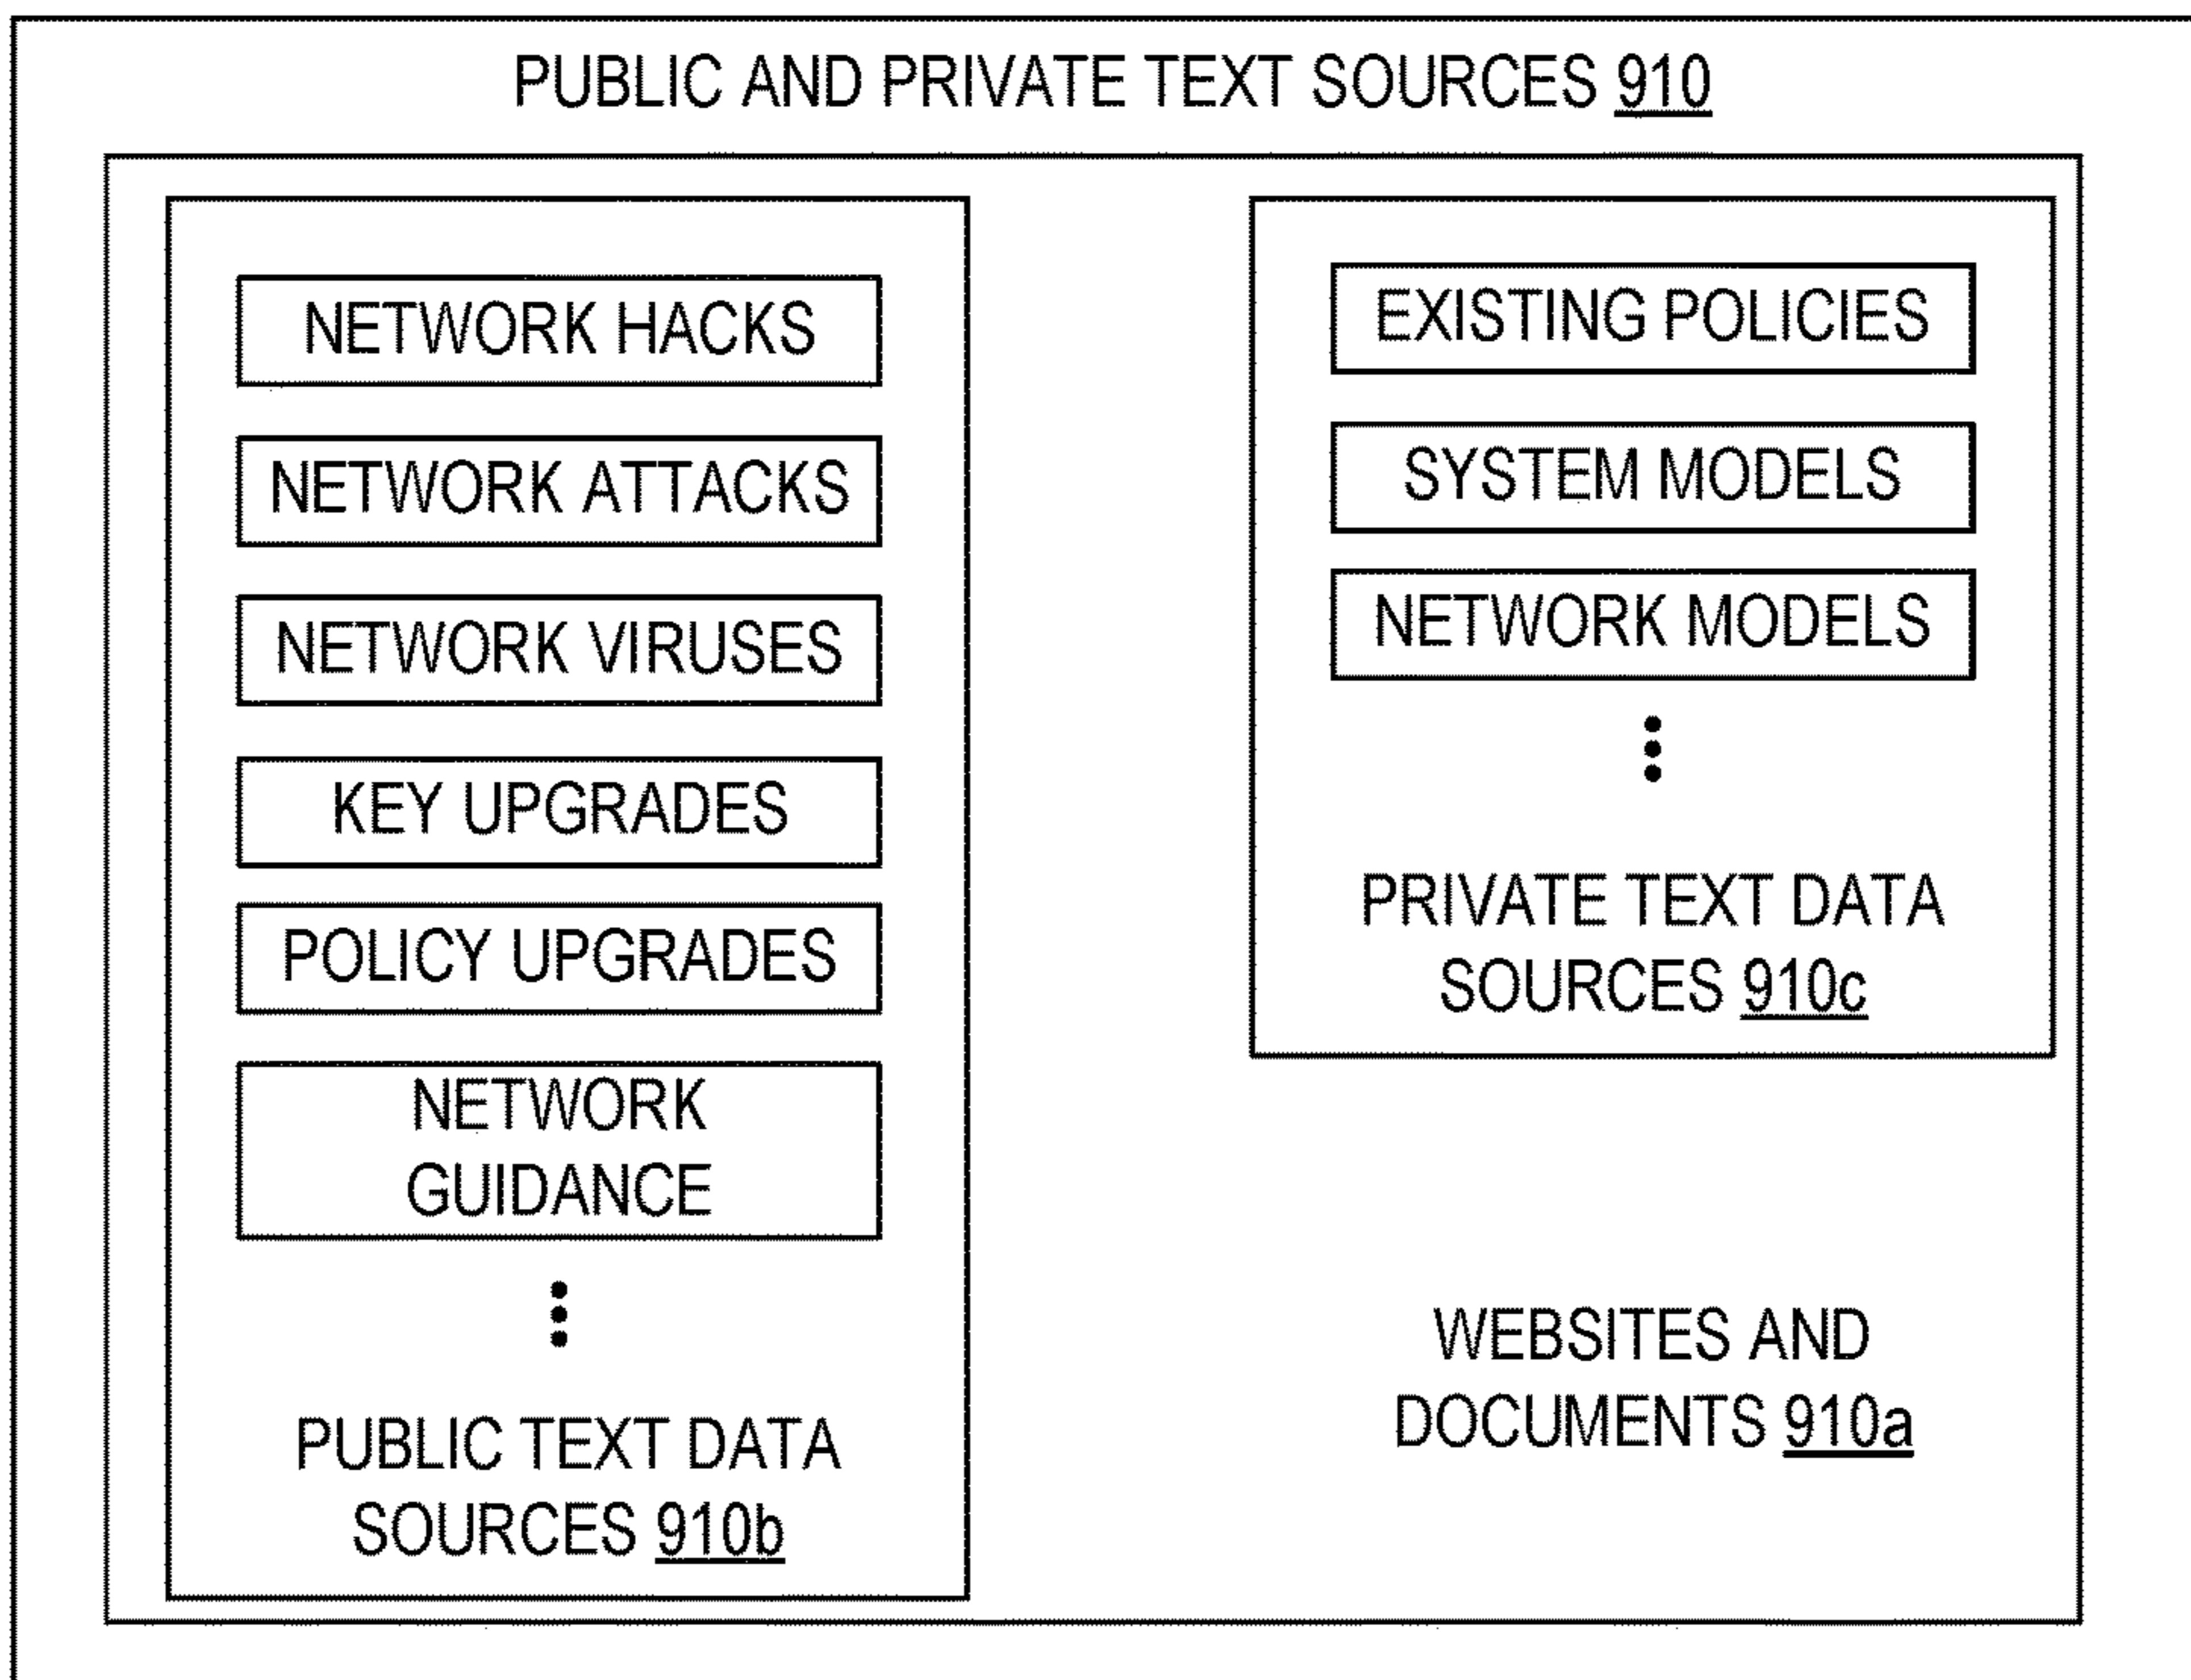 PUBLIC AND PRIVATE TEXT SOURCES 910
NETWORK HACKS
NETWORK ATTACKS
NETWORK VIRUSES
KEY UPGRADES
POLICY UPGRADES
NETWORK
GUIDANCE
PUBLIC TEXT DATA
SOURCES 910b
EXISTING POLICIES
SYSTEM MODELS
NETWORK MODELS
PRIVATE TEXT DATA
SOURCES 910c
WEBSITES AND
DOCUMENTS 910a